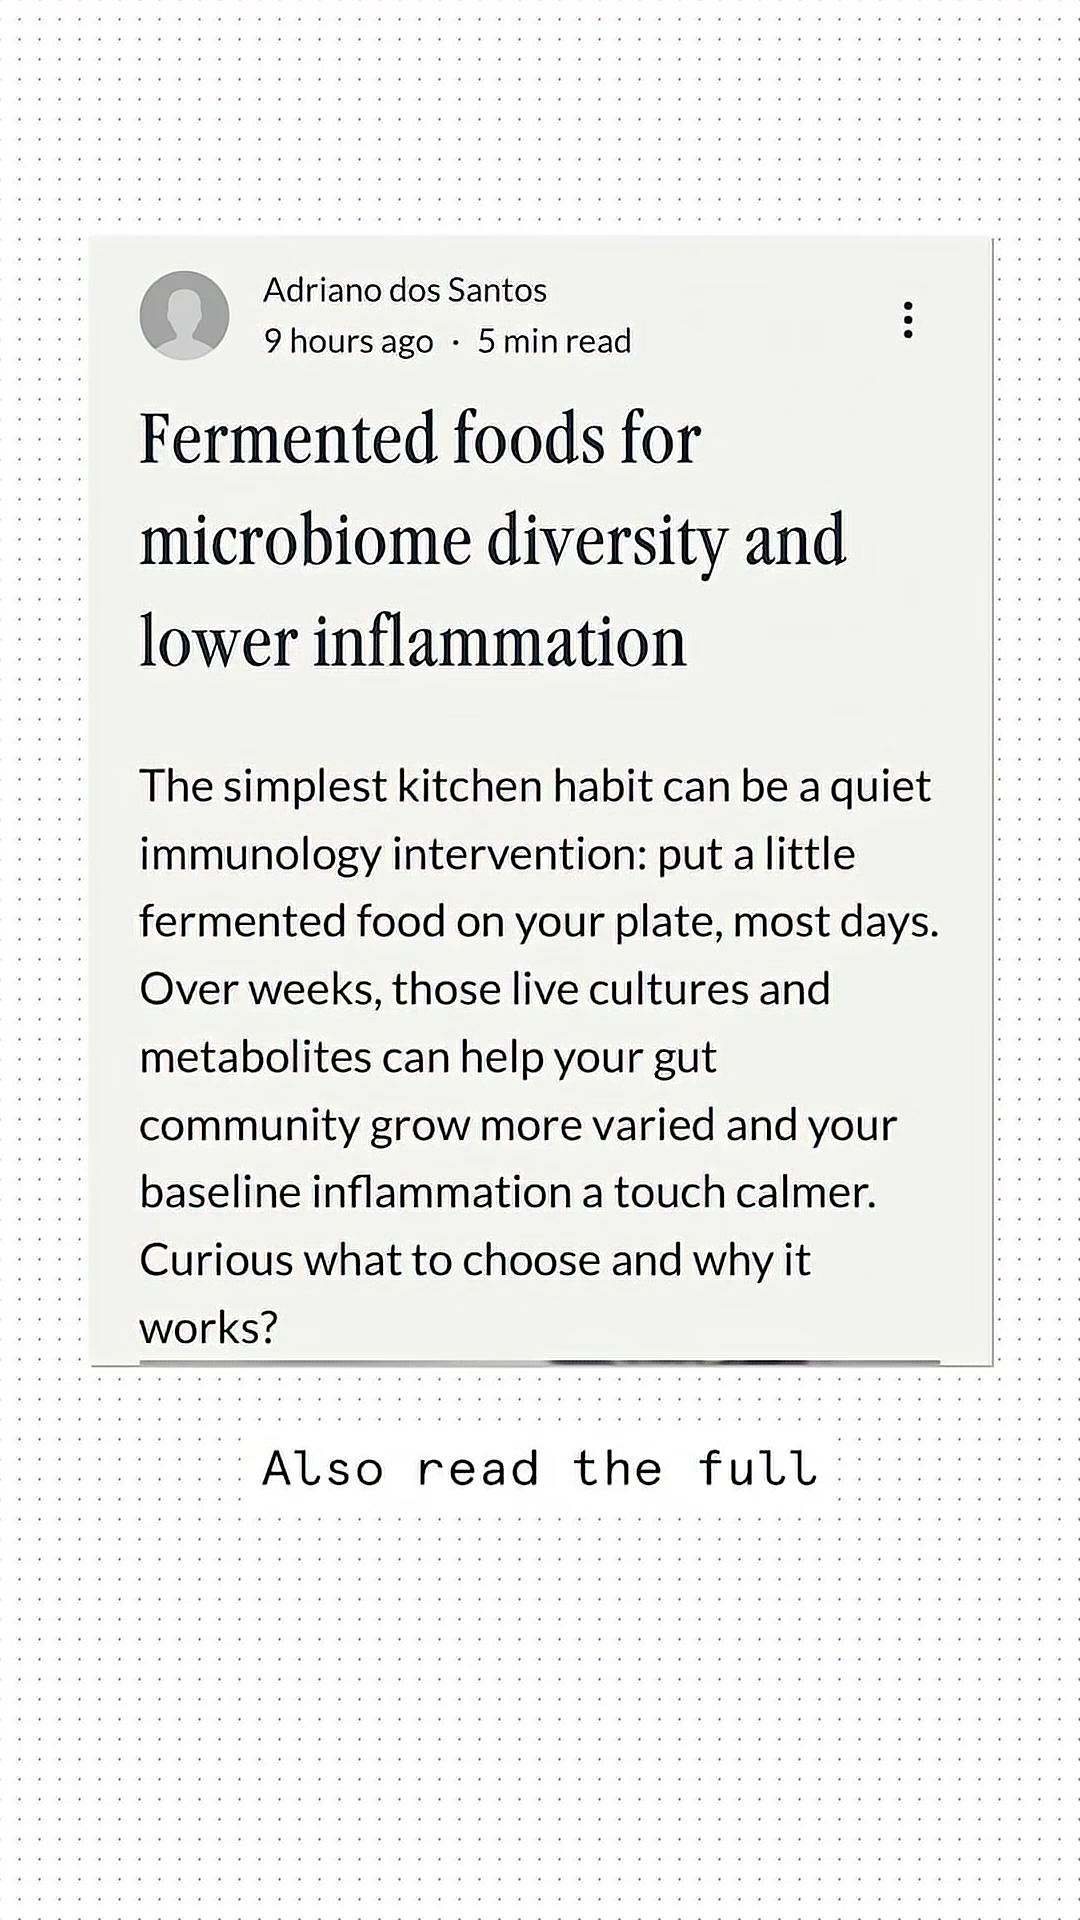 Adriano dos Santos
9 hours ago · 5 min read
Fermented foods for
microbiome diversity and
lower inflammation
The simplest kitchen habit can be a quiet
immunology intervention: put a little
fermented food on your plate, most days.
Over weeks, those live cultures and
metabolites can help your gut
community grow more varied and your
baseline inflammation a touch calmer.
Curious what to choose and why it
works?
Also read the full